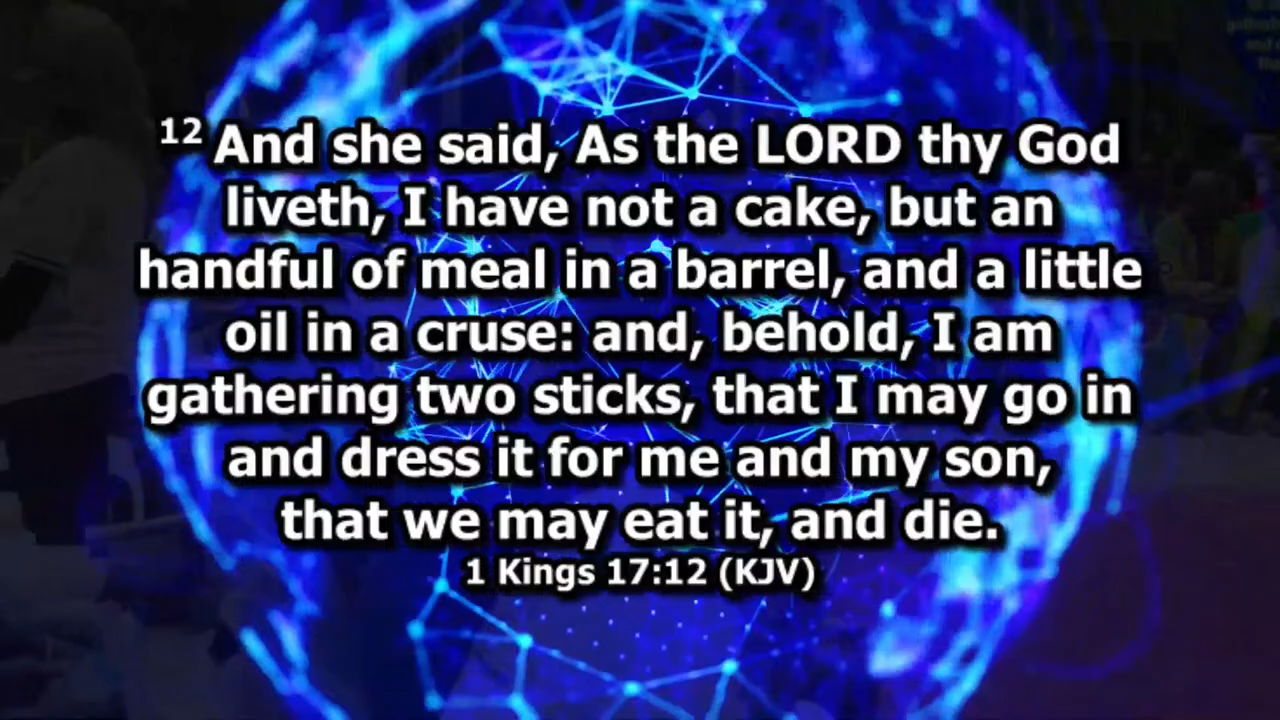 12 And she said, As the LORD thy God
liveth, I have not a cake, but an
handful of meal in a barrel, and a little
oil in a cruse: and, behold, I am
gathering two sticks, that I may go in
and dress it for me and my son,
that we may eat it, and die.
1 Kings 17:12 (KJV)